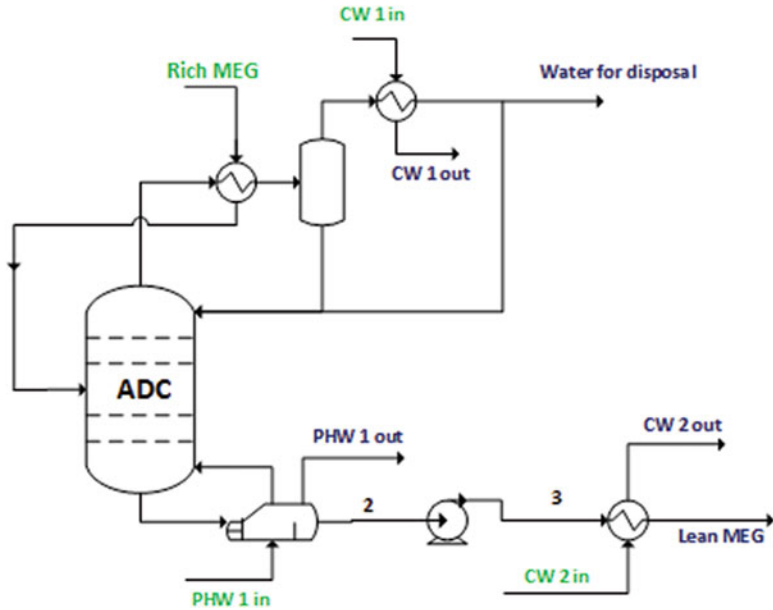 CW 1 in
Rich MEG
Water for disposal
CW 1 out
ADC
PHW 1 out
CW 2 out
2
3
Lean MEG
PHW 1 in
CW 2 in